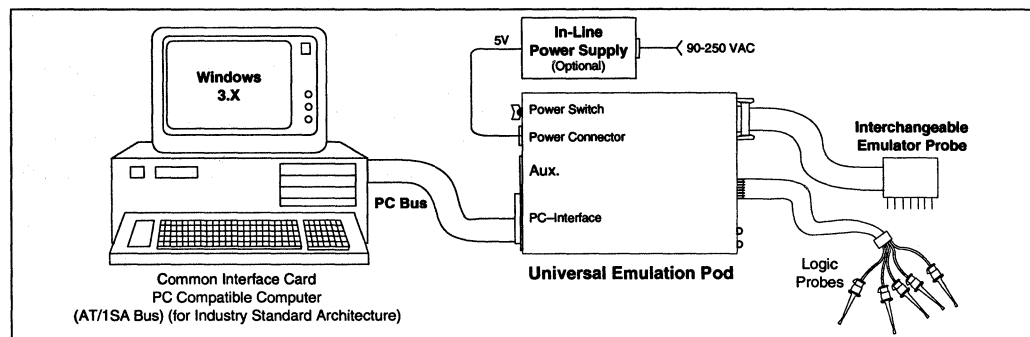 In-Line
Power Supply
(Optional)
5V
90-250 VAC
Windows
3.X
Power Switch
Power Connector
Aux.
PC–Interface
PC Bus
Interchangeable
Emulator Probe
Universal Emulation Pod
Logic
Probes
Common Interface Card
PC Compatible Computer
(AT/1SA Bus) (for Industry Standard Architecture)